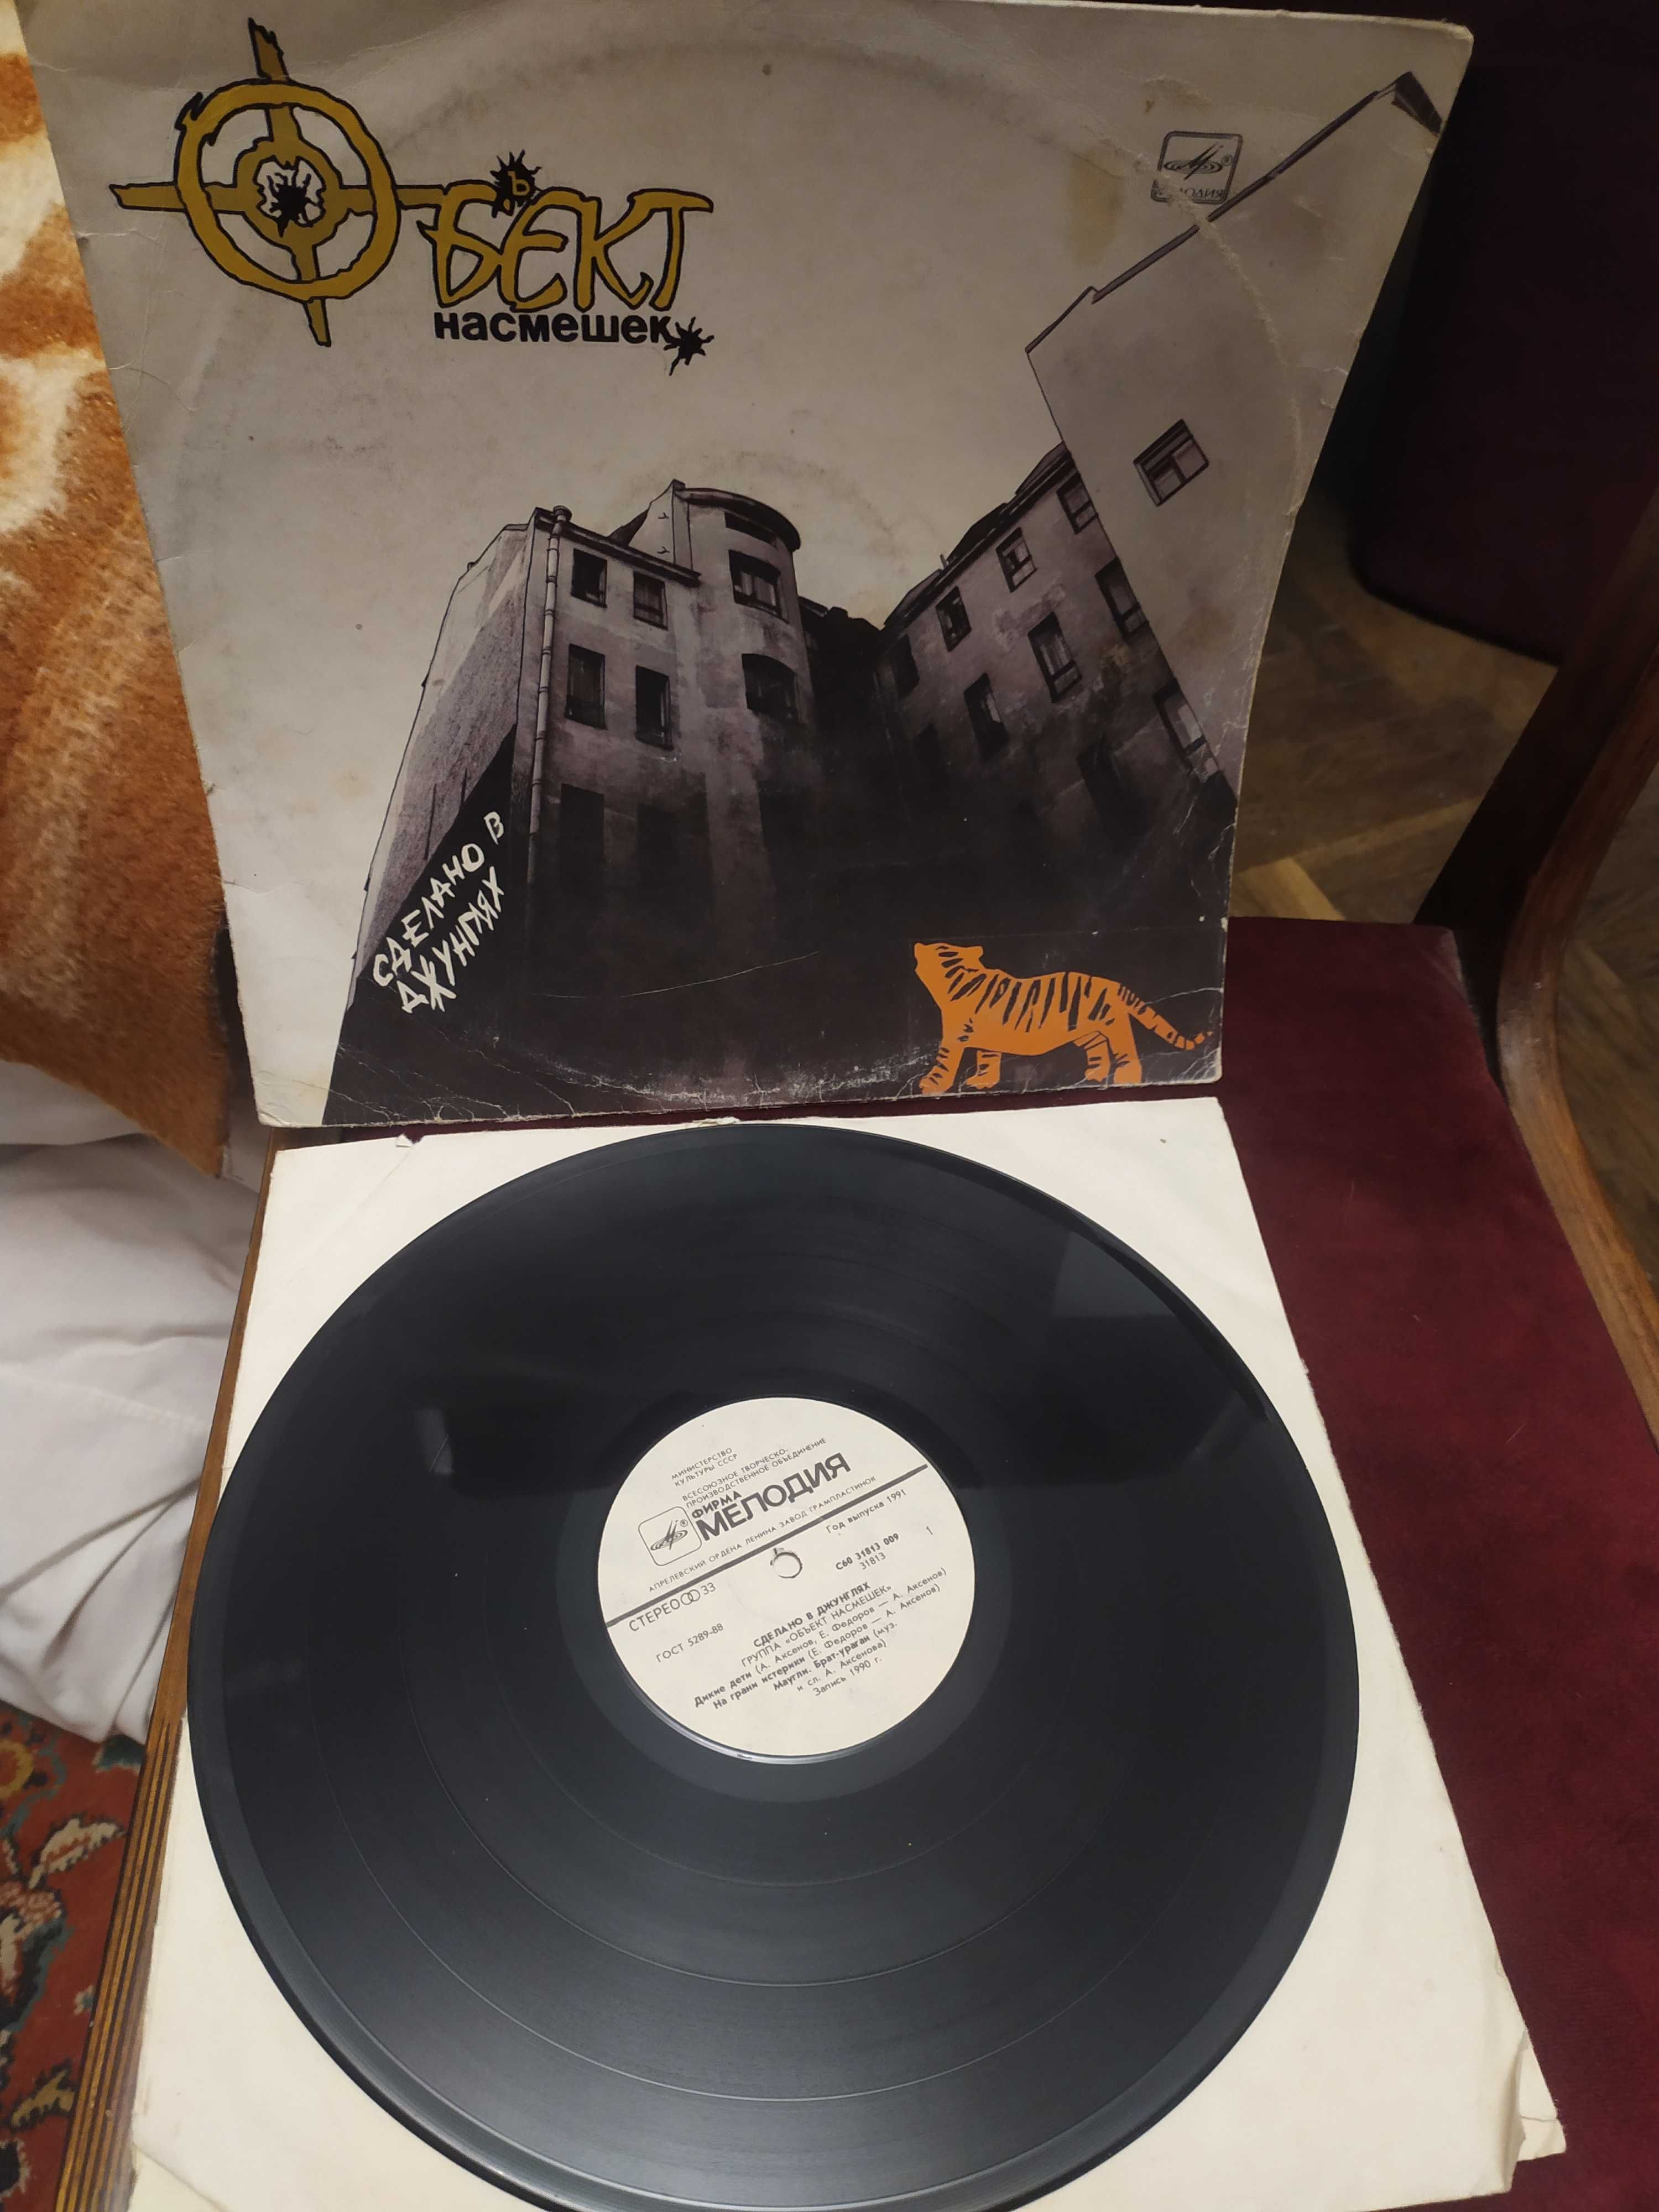 ОБЪЕКТ
насмешек
МЕЛОДИЯ
СДЕЛАНО В
ДЖУНГЛЯХ
МИНИСТЕРСТВО
КУЛЬТУРЫ СССР
ВСЕСОЮЗНОЕ ТВОРЧЕСКО-
ПРОИЗВОДСТВЕННОЕ ОБЪЕДИНЕНИЕ
ФИРМА
МЕЛОДИЯ
АПРЕЛЕВСКИЙ ОРДЕНА ЛЕНИНА ЗАВОД ГРАМПЛАСТИНОК
Год выпуска 1991
СТЕРЕО 33
С60 31813 009
31813
1
ГОСТ 5289-88
СДЕЛАНО В ДЖУНГЛЯХ
ГРУППА «ОБЪЕКТ НАСМЕШЕК»
Дикие дети (А. Аксенов, Е. Федоров — А. Аксенов)
На грани истерики (Е. Федоров — А. Аксенов)
Маугли. Брат-ураган (муз.
и сл. А. Аксенова)
Запись 1990 г.